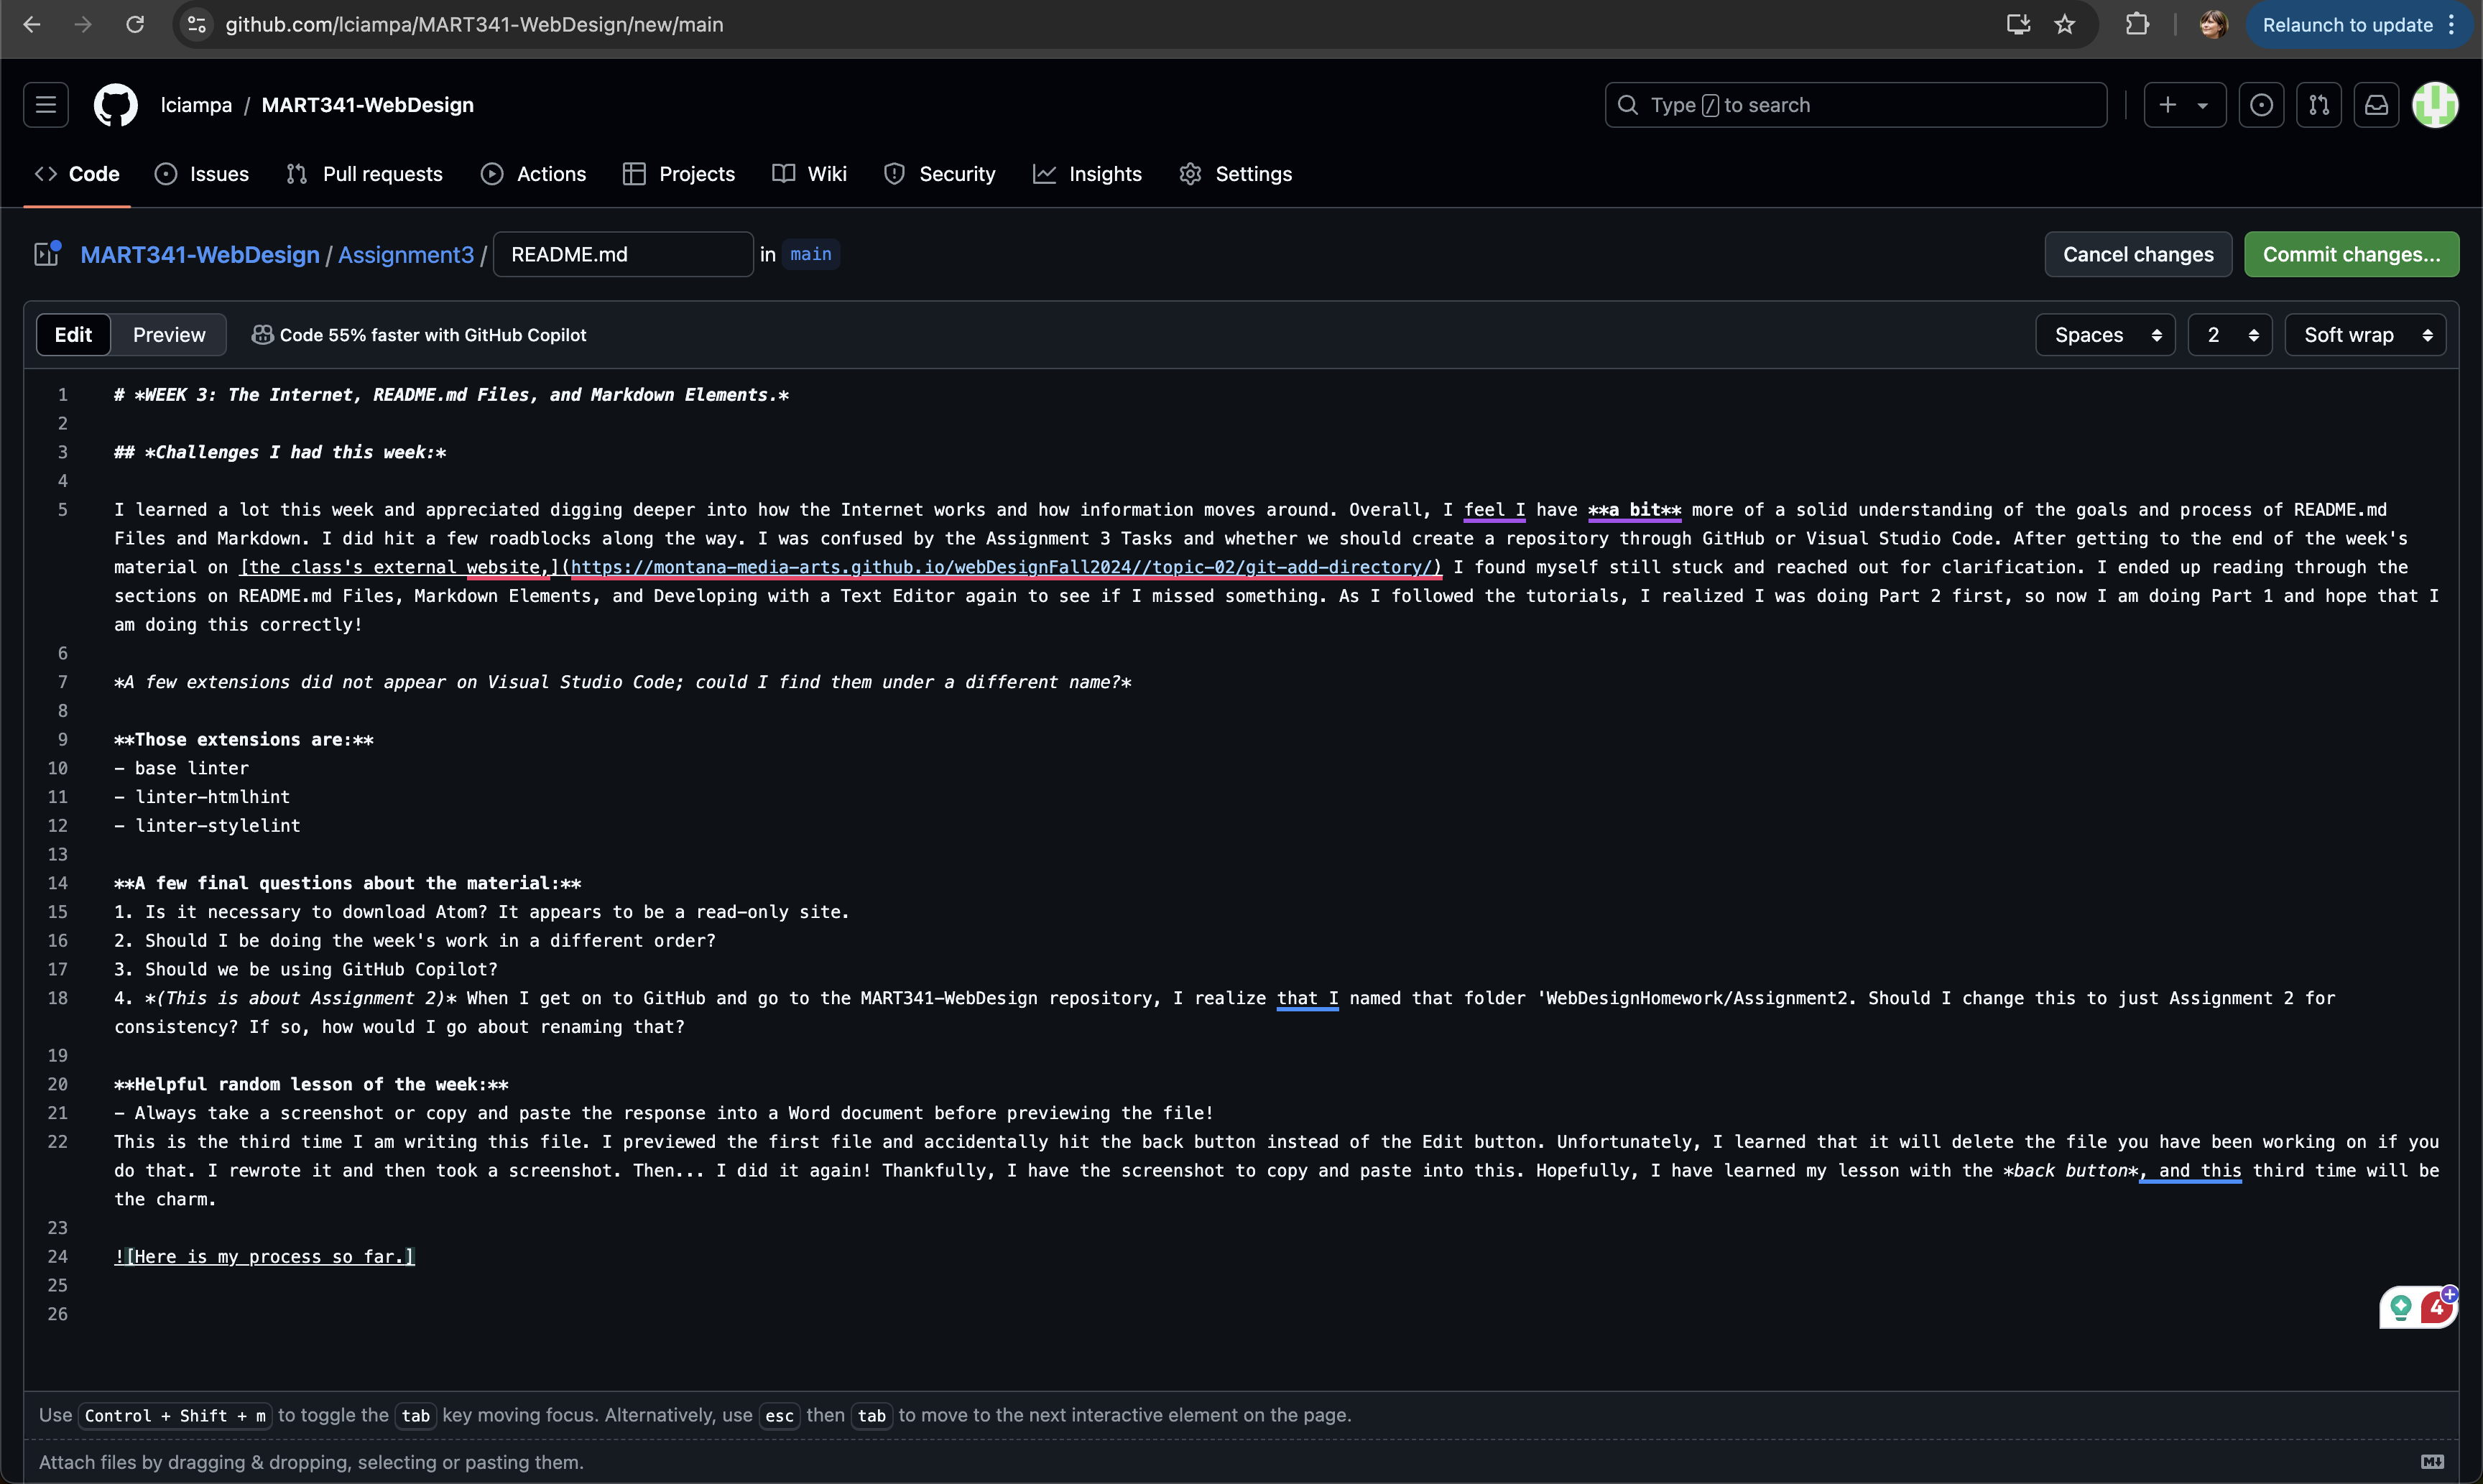 github.com/lciampa/MART341-WebDesign/new/main
Relaunch to update
lciampa / MART341-WebDesign
Type / to search
Code
Issues
Pull requests
Actions
Projects
Wiki
Security
Insights
Settings
MART341-WebDesign / Assignment3 / README.md in main
Cancel changes
Commit changes...
Edit
Preview
Code 55% faster with GitHub Copilot
Spaces
2
Soft wrap
1 # *WEEK 3: The Internet, README.md Files, and Markdown Elements.*
2
3 ## *Challenges I had this week:*
4
5 I learned a lot this week and appreciated digging deeper into how the Internet works and how information moves around. Overall, I feel I have **a bit** more of a solid understanding of the goals and process of README.md
Files and Markdown. I did hit a few roadblocks along the way. I was confused by the Assignment 3 Tasks and whether we should create a repository through GitHub or Visual Studio Code. After getting to the end of the week's
material on [the class's external website,](https://montana-media-arts.github.io/webDesignFall2024//topic-02/git-add-directory/) I found myself still stuck and reached out for clarification. I ended up reading through the
sections on README.md Files, Markdown Elements, and Developing with a Text Editor again to see if I missed something. As I followed the tutorials, I realized I was doing Part 2 first, so now I am doing Part 1 and hope that I
am doing this correctly!
6
7 *A few extensions did not appear on Visual Studio Code; could I find them under a different name?*
8
9 **Those extensions are:**
10 - base linter
11 - linter-htmlhint
12 - linter-stylelint
13
14 **A few final questions about the material:**
15 1. Is it necessary to download Atom? It appears to be a read-only site.
16 2. Should I be doing the week's work in a different order?
17 3. Should we be using GitHub Copilot?
18 4. *(This is about Assignment 2)* When I get on to GitHub and go to the MART341-WebDesign repository, I realize that I named that folder 'WebDesignHomework/Assignment2. Should I change this to just Assignment 2 for
consistency? If so, how would I go about renaming that?
19
20 **Helpful random lesson of the week:**
21 - Always take a screenshot or copy and paste the response into a Word document before previewing the file!
22 This is the third time I am writing this file. I previewed the first file and accidentally hit the back button instead of the Edit button. Unfortunately, I learned that it will delete the file you have been working on if you
do that. I rewrote it and then took a screenshot. Then... I did it again! Thankfully, I have the screenshot to copy and paste into this. Hopefully, I have learned my lesson with the *back button*, and this third time will be
the charm.
23
24 ![Here is my process so far.]
25
26
4
Use Control + Shift + m to toggle the tab key moving focus. Alternatively, use esc then tab to move to the next interactive element on the page.
Attach files by dragging & dropping, selecting or pasting them.